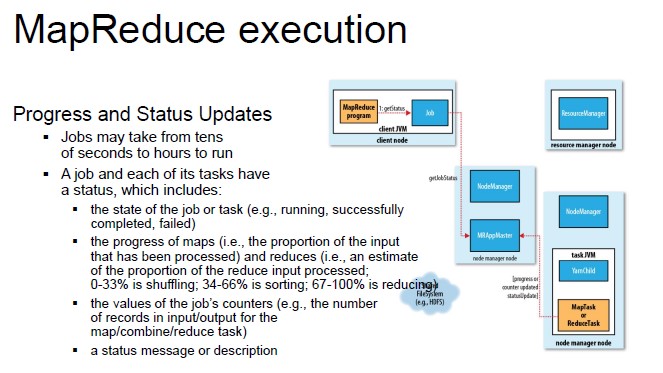 MapReduce execution
Progress and Status Updates
Jobs may take from tens
of seconds to hours to run
A job and each of its tasks have
a status, which includes:
the state of the job or task (e.g., running, successfully
completed, failed)
the progress of maps (i.e., the proportion of the input
that has been processed) and reduces (i.e., an estimate
of the proportion of the reduce input processed;
0-33% is shuffling; 34-66% is sorting; 67-100% is reducing)
the values of the job's counters (e.g., the number
of records in input/output for the
map/combine/reduce task)
a status message or description
MapReduce
program
1: getStatus
Job
client JVM
client node
ResourceManager
resource manager node
getJobStatus
NodeManager
MRAppMaster
node manager node
FileSystem
(e.g., HDFS)
[progress or
counter updated
statusUpdate]
NodeManager
task JVM
YarnChild
MapTask
or
ReduceTask
node manager node